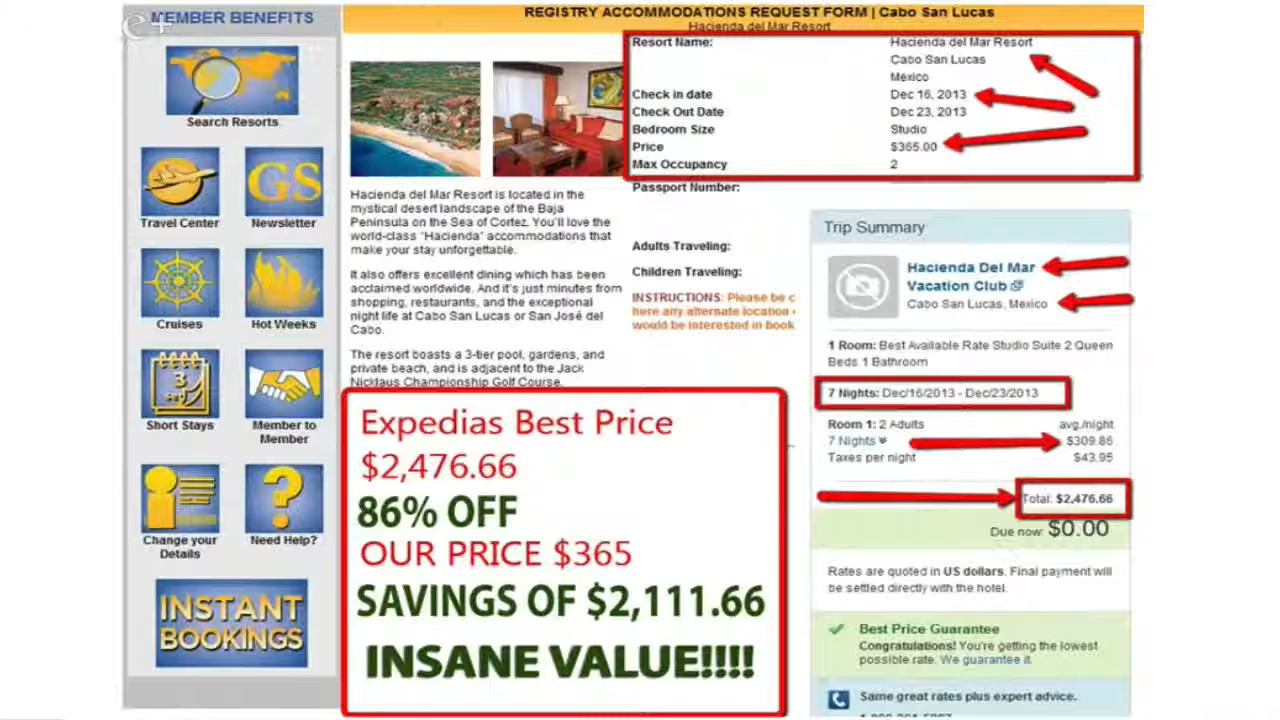 MEMBER BENEFITS
e+
Search Resorts
Travel Center
GS
Newsletter
Cruises
Hot Weeks
3
Short Stays
Member to
Member
Change your
Details
?
Need Help?
INSTANT
BOOKINGS
REGISTRY ACCOMMODATIONS REQUEST FORM | Cabo San Lucas
Hacienda del Mar Resort
Resort Name: Hacienda del Mar Resort
Cabo San Lucas
Mexico
Check in date Dec 16, 2013
Check Out Date Dec 23, 2013
Bedroom Size Studio
Price $365.00
Max Occupancy 2
Passport Number:
Adults Traveling:
Children Traveling:
INSTRUCTIONS: Please be c
here any alternate location
would be interested in book
Hacienda del Mar Resort is located in the
mystical desert landscape of the Baja
Peninsula on the Sea of Cortez. You'll love the
world-class "Hacienda" accommodations that
make your stay unforgettable.
It also offers excellent dining which has been
acclaimed worldwide. And it's just minutes from
shopping, restaurants, and the exceptional
night life at Cabo San Lucas or San José del
Cabo.
The resort boasts a 3-tier pool, gardens, and
private beach, and is adjacent to the Jack
Nicklaus Championship Golf Course.
Expedias Best Price
$2,476.66
86% OFF
OUR PRICE $365
SAVINGS OF $2,111.66
INSANE VALUE!!!!
Trip Summary
Hacienda Del Mar
Vacation Club
Cabo San Lucas, Mexico
1 Room: Best Available Rate Studio Suite 2 Queen
Beds 1 Bathroom
7 Nights: Dec/16/2013 - Dec/23/2013
Room 1: 2 Adults avg./night
7 Nights $309.86
Taxes per night $43.95
Total: $2,476.66
Due now: $0.00
Rates are quoted in US dollars. Final payment will
be settled directly with the hotel.
Best Price Guarantee
Congratulations! You're getting the lowest
possible rate. We guarantee it.
Same great rates plus expert advice.